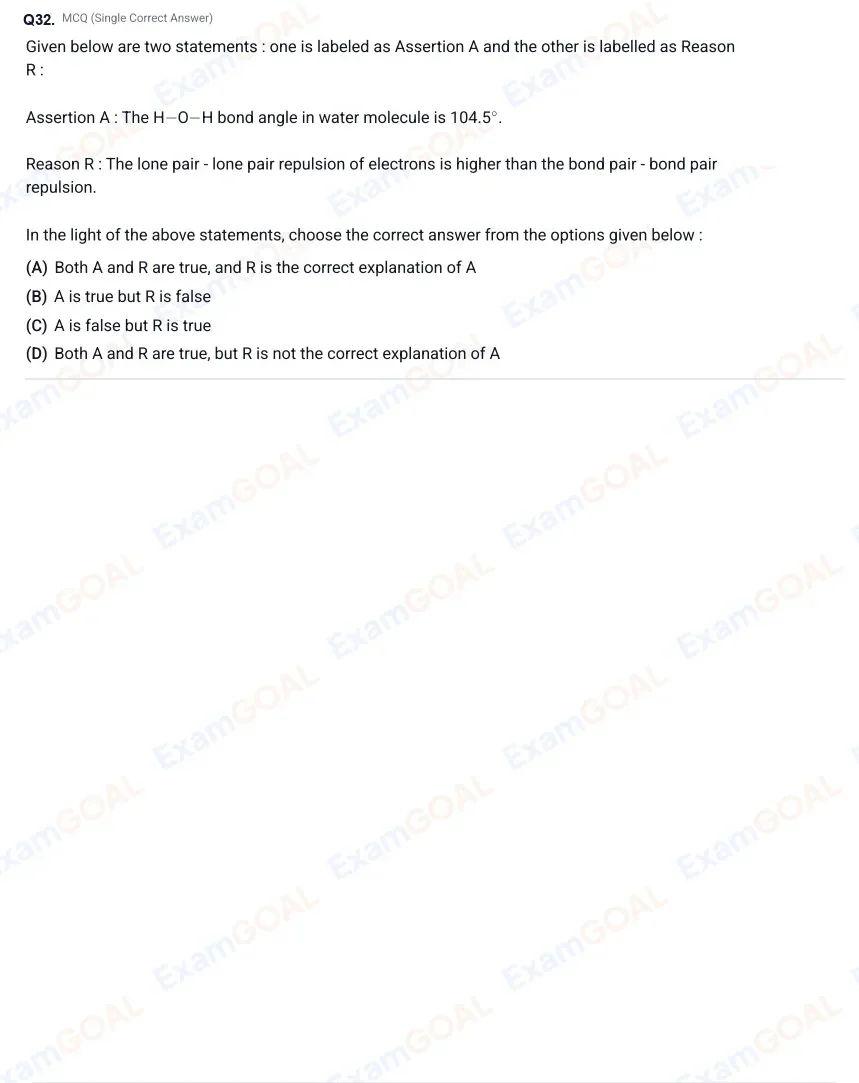 Q32. MCQ (Single Correct Answer)
Given below are two statements : one is labeled as Assertion A and the other is labelled as Reason
R :
Assertion A : The H−O−H bond angle in water molecule is 104.5°.
Reason R : The lone pair - lone pair repulsion of electrons is higher than the bond pair - bond pair
repulsion.
In the light of the above statements, choose the correct answer from the options given below :
(A) Both A and R are true, and R is the correct explanation of A
(B) A is true but R is false
(C) A is false but R is true
(D) Both A and R are true, but R is not the correct explanation of A
ExamGOAL